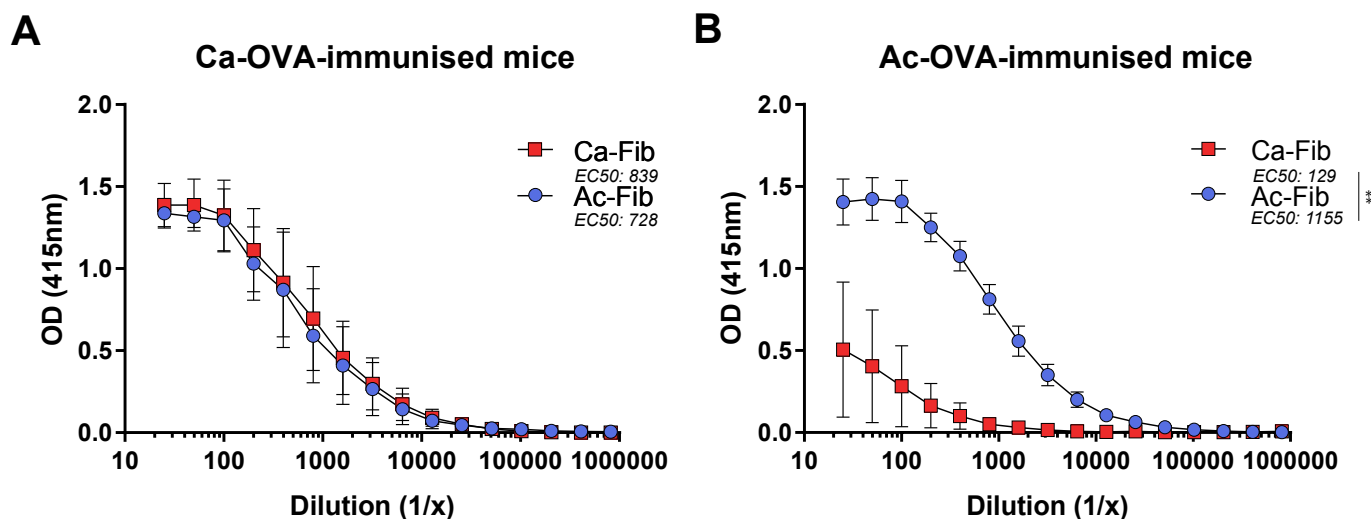 A
Ca-OVA-immunised mice
2.0
1.5
1.0
0.5
0.0
OD (415nm)
10
100
1000
10000
100000
1000000
Dilution (1/x)
Ca-Fib
EC50: 839
Ac-Fib
EC50: 728
B
Ac-OVA-immunised mice
2.0
1.5
1.0
0.5
0.0
OD (415nm)
10
100
1000
10000
100000
1000000
Dilution (1/x)
Ca-Fib
EC50: 129
Ac-Fib
EC50: 1155
**